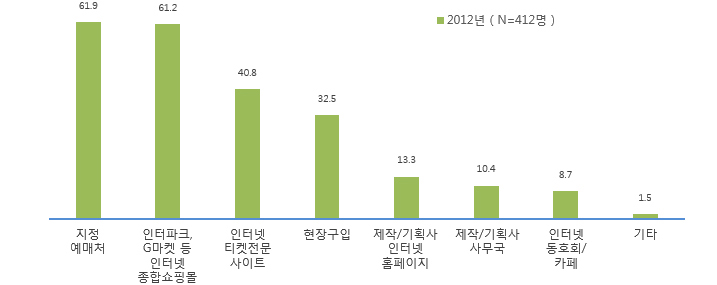 61.9
61.2
2012년 ( N=412명 )
40.8
32.5
13.3
10.4
8.7
1.5
지정
예매처
인터파크,
G마켓 등
인터넷
종합쇼핑몰
인터넷
티켓전문
사이트
현장구입
제작/기획사
인터넷
홈페이지
제작/기획사
사무국
인터넷
동호회/
카페
기타